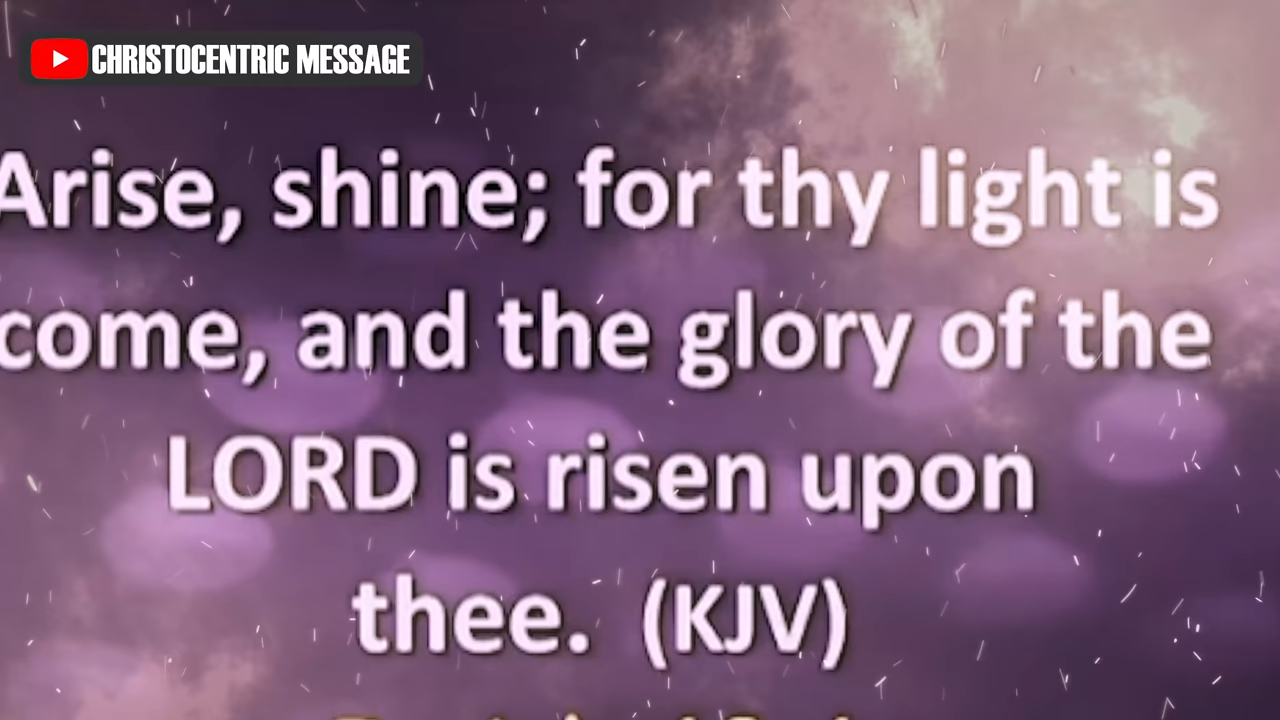 CHRISTOCENTRIC MESSAGE
Arise, shine; for thy light is
come, and the glory of the
LORD is risen upon
thee. (KJV)